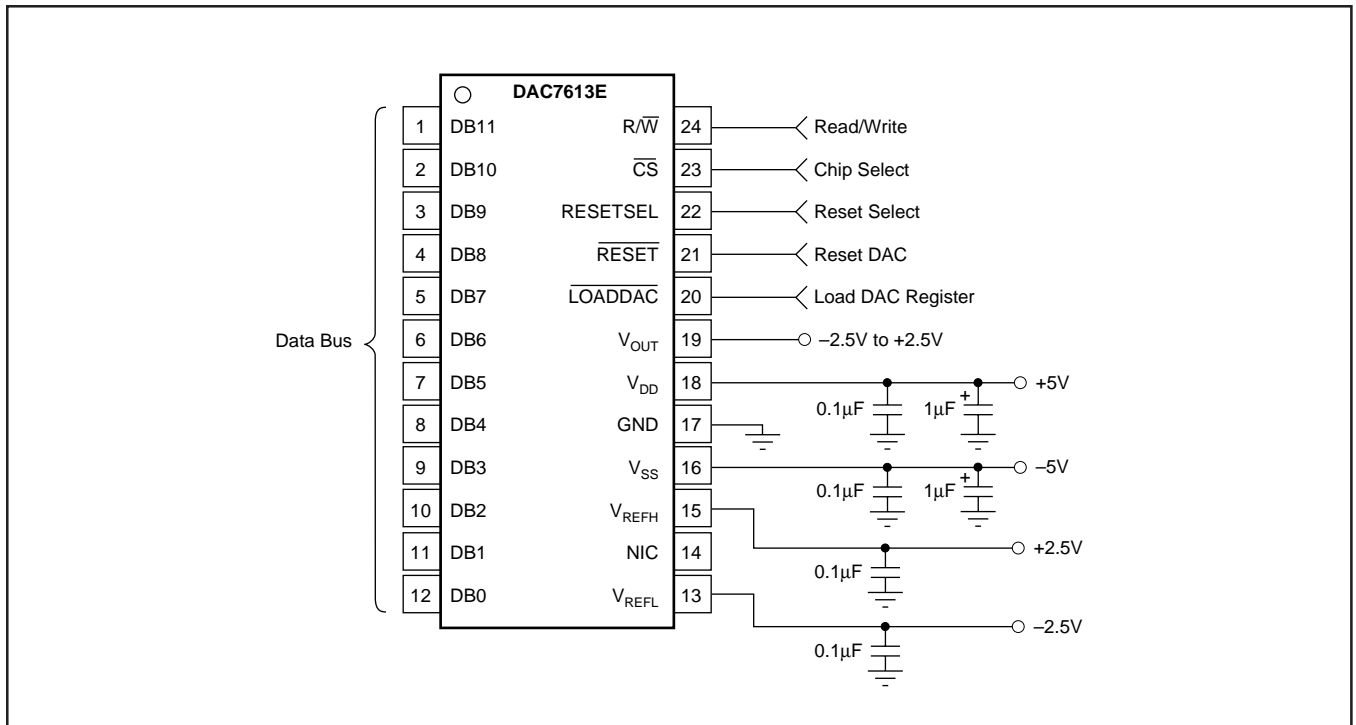 DAC7613E
1 DB11 R/W̅ 24 Read/Write
2 DB10 C̅S̅ 23 Chip Select
3 DB9 RESETSEL 22 Reset Select
4 DB8 R̅E̅S̅E̅T̅ 21 Reset DAC
5 DB7 L̅O̅A̅D̅D̅A̅C̅ 20 Load DAC Register
Data Bus 6 DB6 VOUT 19 –2.5V to +2.5V
7 DB5 VDD 18 +5V
0.1µF 1µF +
8 DB4 GND 17
9 DB3 VSS 16 –5V
0.1µF 1µF +
10 DB2 VREFH 15
11 DB1 NIC 14 +2.5V
0.1µF
12 DB0 VREFL 13
–2.5V
0.1µF